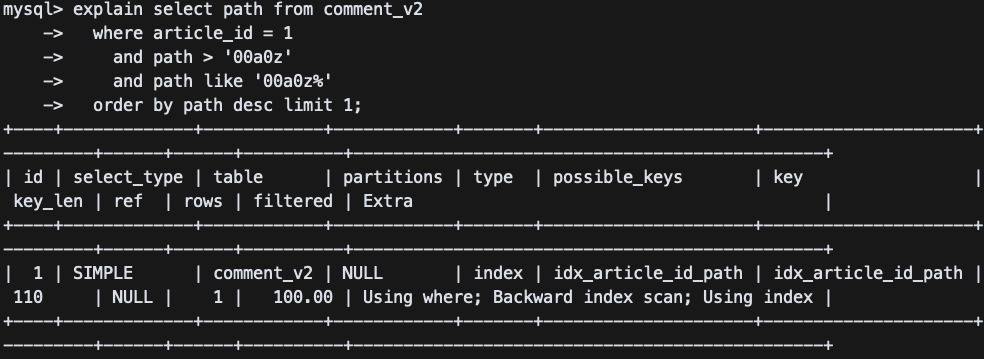 mysql> explain select path from comment_v2
    ->   where article_id = 1
    ->     and path > '00a0z'
    ->     and path like '00a0z%'
    ->   order by path desc limit 1;
+----+-------------+------------+------------+-------+---------------------+---------------------+
---------+------+------+----------+----------------------------------------------+
| id | select_type | table      | partitions | type  | possible_keys       | key                 |
 key_len | ref  | rows | filtered | Extra                                        |
+----+-------------+------------+------------+-------+---------------------+---------------------+
---------+------+------+----------+----------------------------------------------+
|  1 | SIMPLE      | comment_v2 | NULL       | index | idx_article_id_path | idx_article_id_path |
 110     | NULL |    1 |   100.00 | Using where; Backward index scan; Using index |
+----+-------------+------------+------------+-------+---------------------+---------------------+
---------+------+------+----------+----------------------------------------------+